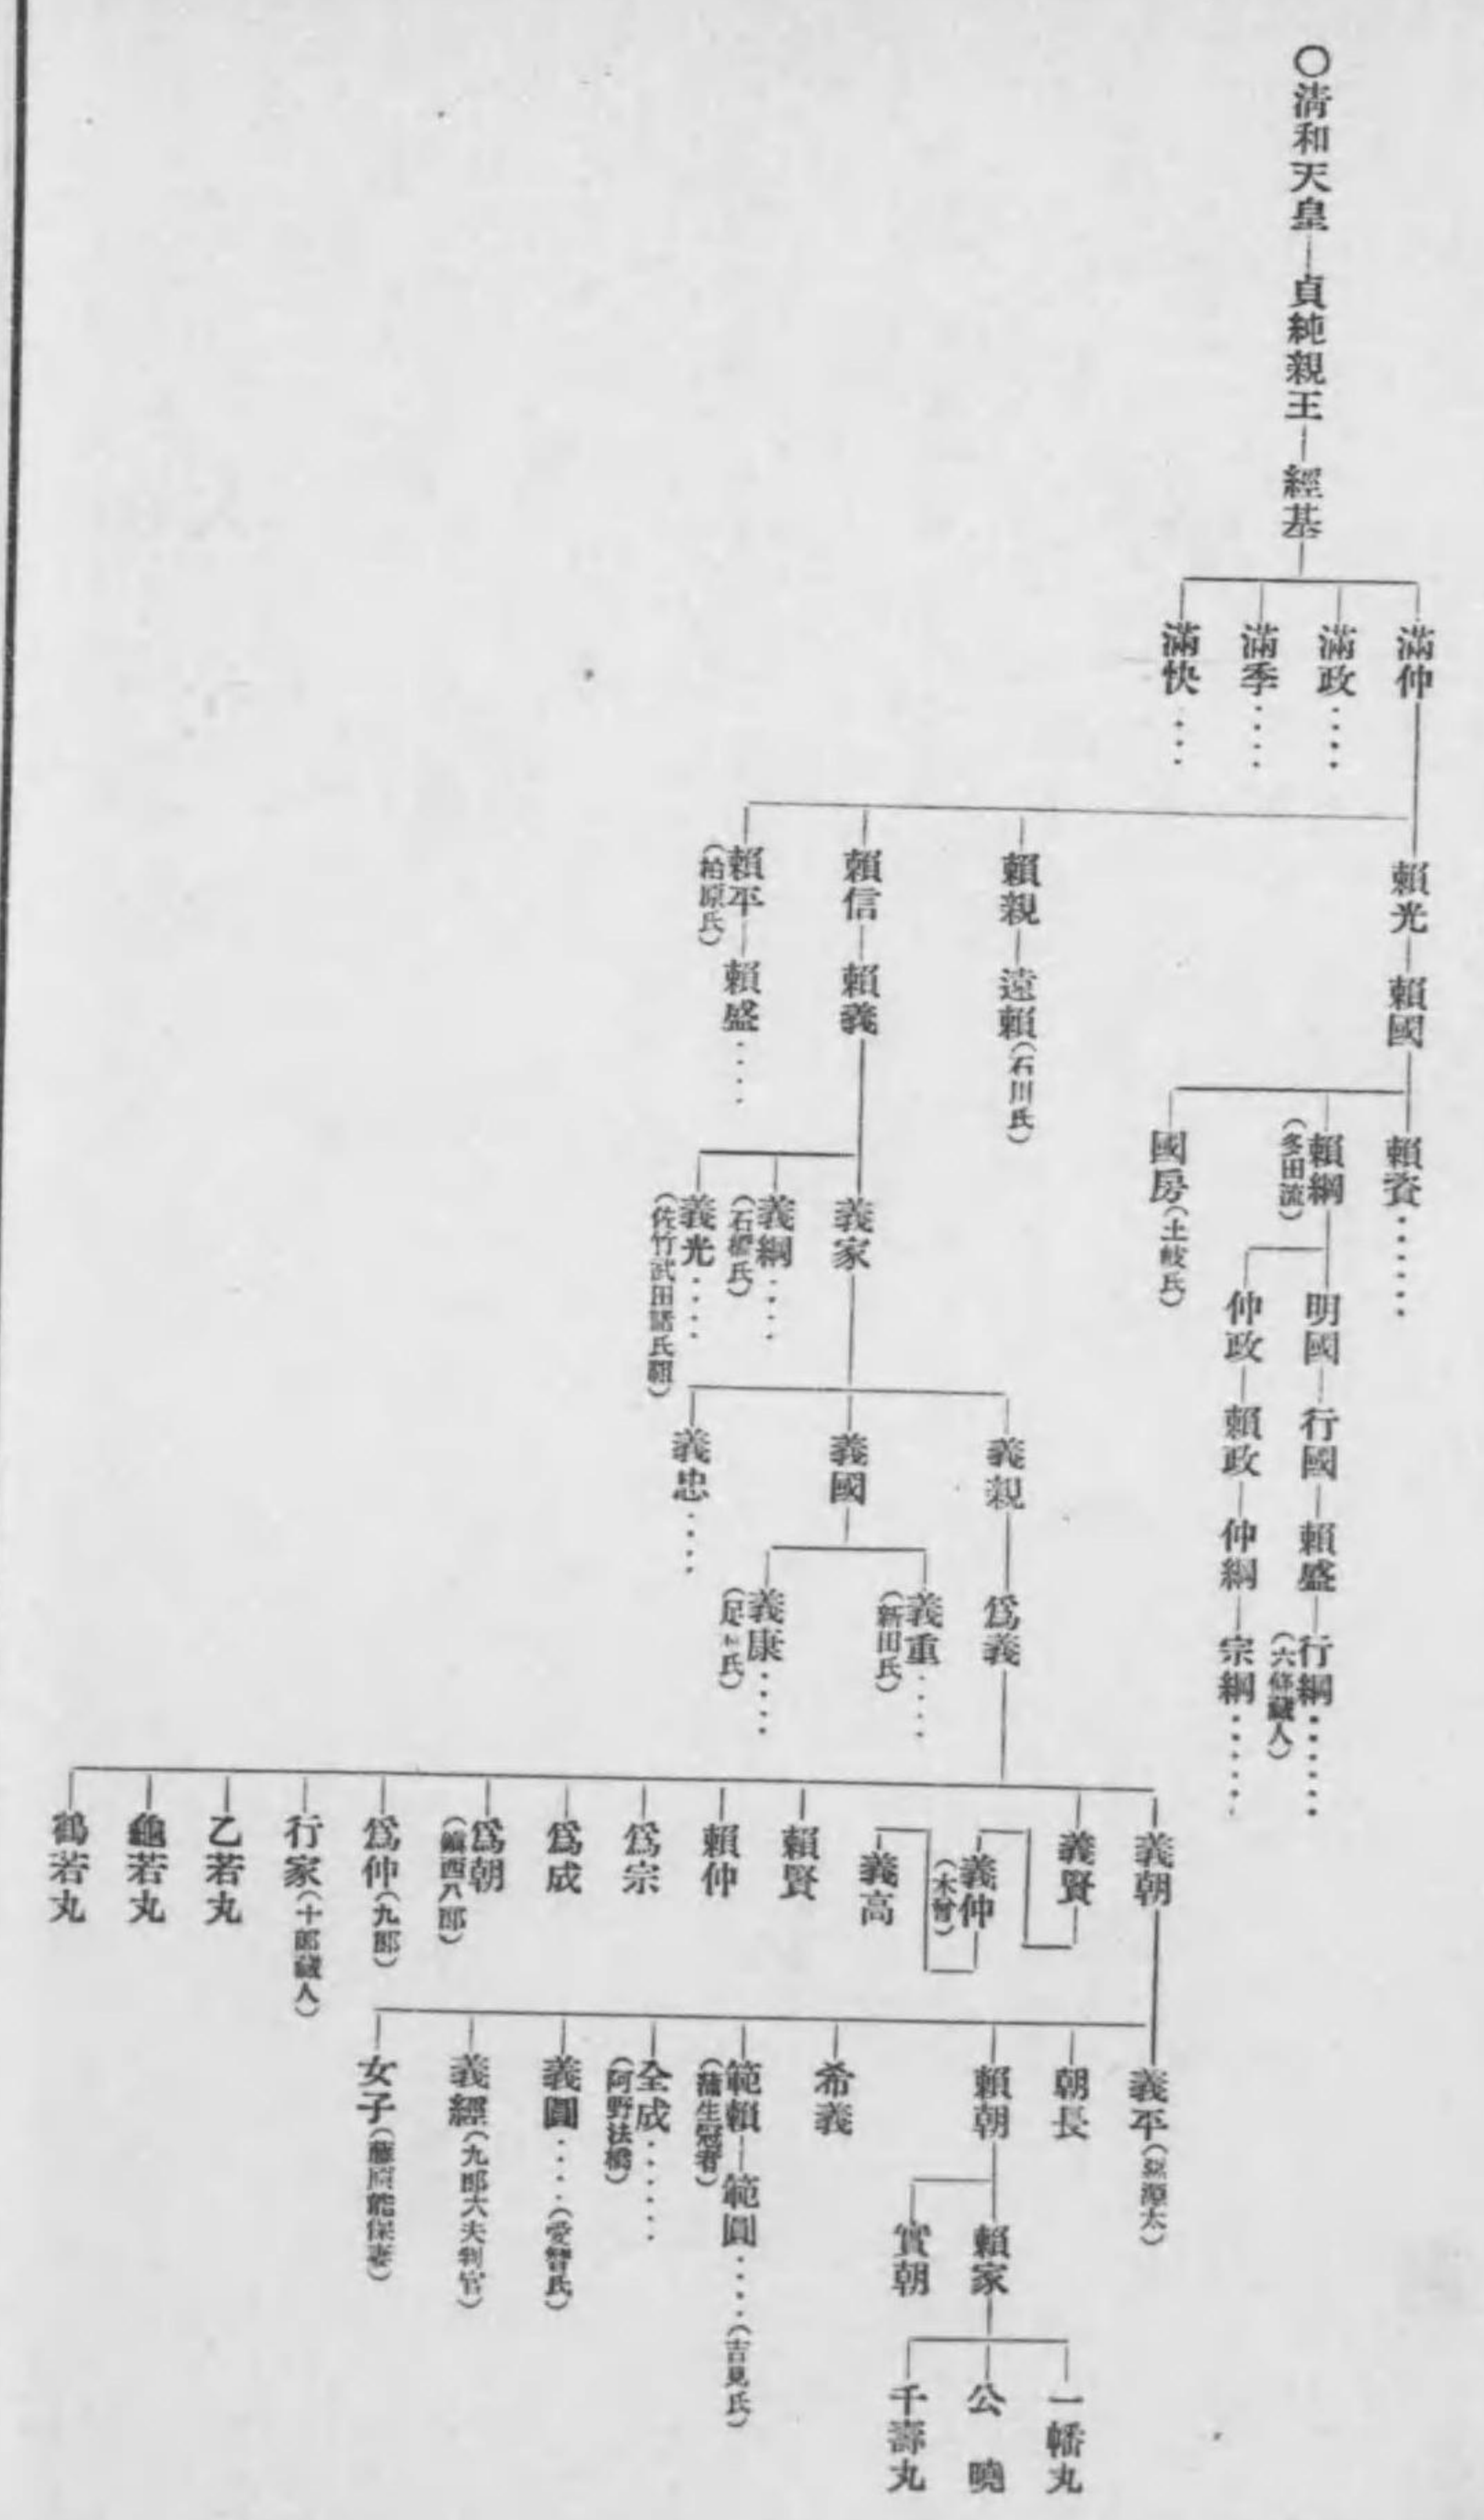 〇淸和天皇―貞純親王―經基
滿仲
滿政‥‥
滿季‥‥
滿快‥‥
賴光―賴國
賴親―遠賴(石川氏)
賴信―賴義
賴平―賴盛‥‥
(柏原氏)
賴資‥‥‥
賴綱
(多田流)
國房(土岐氏)
明國―行國―賴盛―行綱‥‥‥
(六條藏人)
仲政―賴政―仲綱―宗綱‥‥‥
義家
義綱‥‥
(石橋氏)
義光‥‥
(佐竹武田諸氏祖)
義親―爲義
義國
義忠‥‥
義重‥‥
(新田氏)
義康‥‥
義朝
義賢
義仲
(木曾)
義高
賴賢
賴仲
爲宗
爲成
爲朝
(鎭西八郎)
爲仲(九郎)
行家(十郎藏人)
乙若丸
龜若丸
鶴若丸
義平
朝長
賴朝
希義
範賴―範圓‥‥(吉見氏)
(蒲生冠者)
全成‥‥‥
(阿野法橋)
義圓‥‥(愛智氏)
義經(九郎大夫判官)
女子(藤原能保妻)
賴家
實朝
一幡丸
公曉
千壽丸